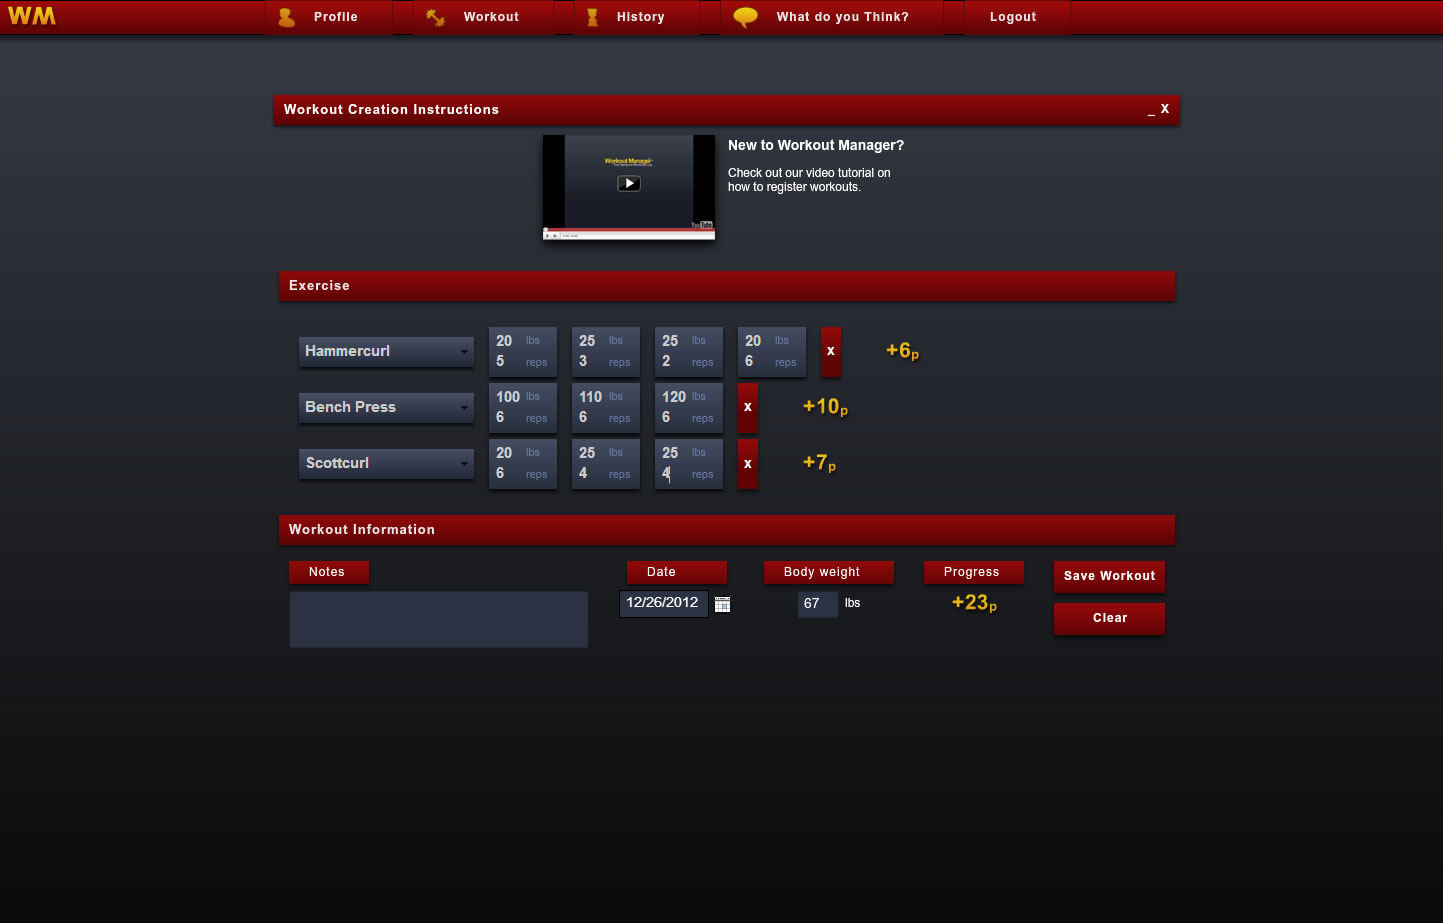 WM
Profile
Workout
History
What do you Think?
Logout
Workout Creation Instructions
_ X
Workout Manager
YouTube
New to Workout Manager?
Check out our video tutorial on
how to register workouts.
Exercise
Hammercurl
20 lbs 25 lbs 25 lbs 20 lbs
5 reps 3 reps 2 reps 6 reps
x
+6p
Bench Press
100 lbs 110 lbs 120 lbs
6 reps 6 reps 6 reps
x
+10p
Scottcurl
20 lbs 25 lbs 25 lbs
6 reps 4 reps 4 reps
x
+7p
Workout Information
Notes
Date
Body weight
Progress
Save Workout
12/26/2012
67 lbs
+23p
Clear